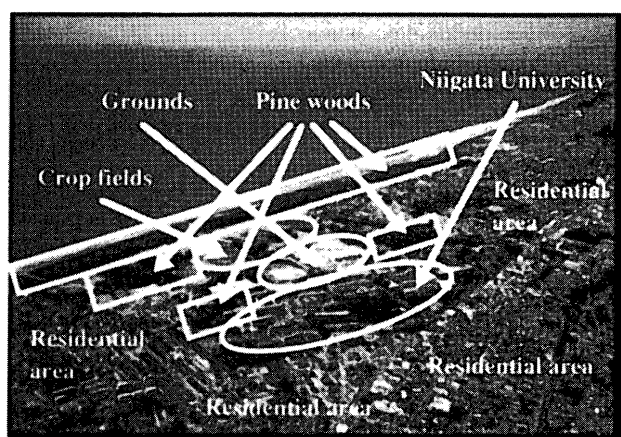 Niigata University
Grounds
Pine woods
Crop fields
Residential
area
Residential
area
Residential area
Residential area